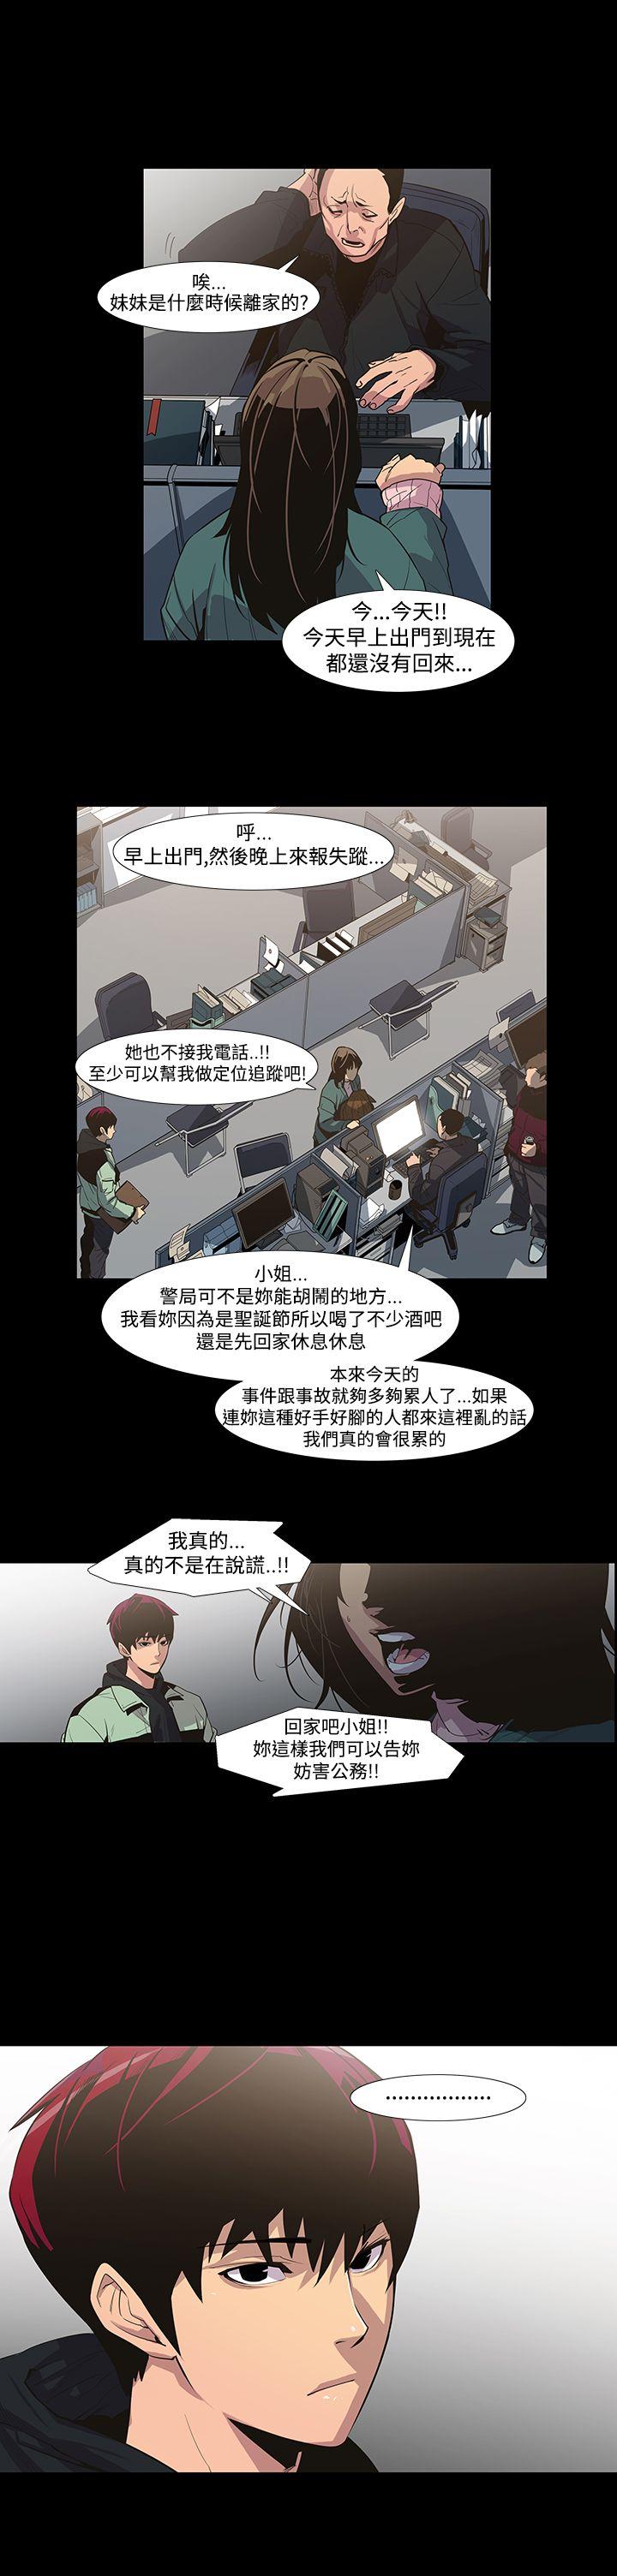 唉...
妹妹是什麼時候離家的?
今...今天!!
今天早上出門到現在
都還沒有回來...
呼...
早上出門,然後晚上來報失蹤...
她也不接我電話..!!
至少可以幫我做定位追蹤吧!
小姐...
警局可不是妳能胡鬧的地方...
我看妳因為是聖誕節所以喝了不少酒吧
還是先回家休息休息
本來今天的
事件跟事故就夠多夠累人了...如果
連妳這種好手好腳的人都來這裡亂的話
我們真的會很累的
我真的...
真的不是在說謊..!!
回家吧小姐!!
妳這樣我們可以告妳
妨害公務!!
.................